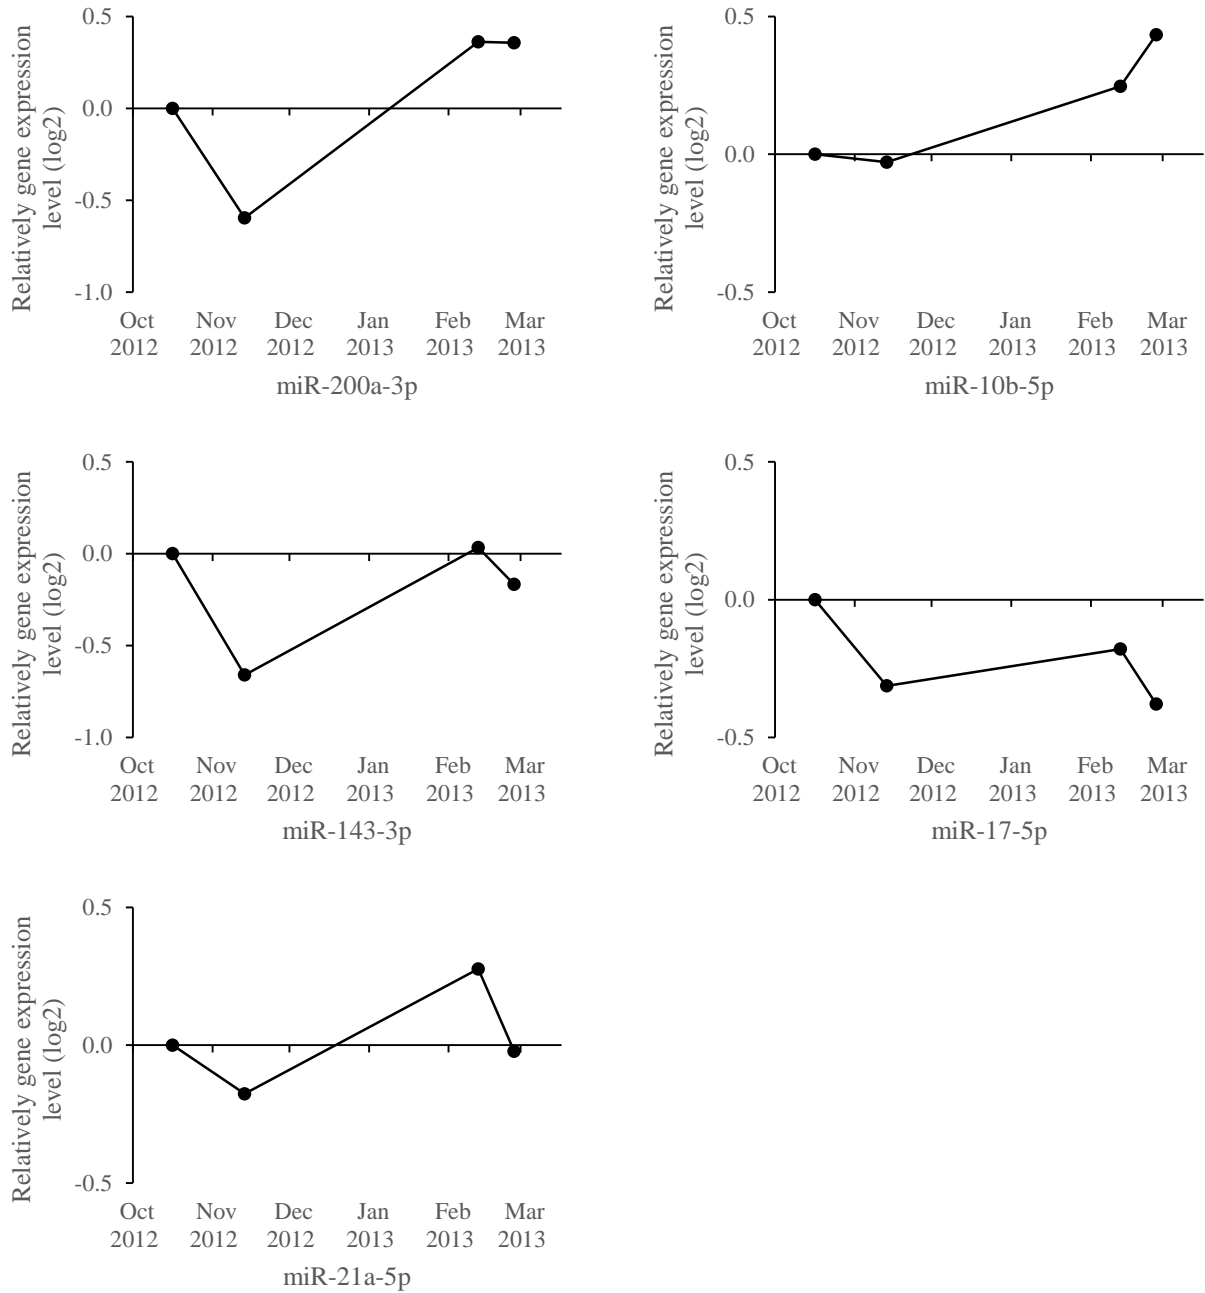 Relatively gene expression
level (log2)
0.5
0.0
-0.5
-1.0
Oct Nov Dec Jan Feb Mar
2012 2012 2012 2013 2013 2013
miR-200a-3p
Relatively gene expression
level (log2)
0.5
0.0
-0.5
Oct Nov Dec Jan Feb Mar
2012 2012 2012 2013 2013 2013
miR-10b-5p
Relatively gene expression
level (log2)
0.5
0.0
-0.5
-1.0
Oct Nov Dec Jan Feb Mar
2012 2012 2012 2013 2013 2013
miR-143-3p
Relatively gene expression
level (log2)
0.5
0.0
-0.5
Oct Nov Dec Jan Feb Mar
2012 2012 2012 2013 2013 2013
miR-17-5p
Relatively gene expression
level (log2)
0.5
0.0
-0.5
Oct Nov Dec Jan Feb Mar
2012 2012 2012 2013 2013 2013
miR-21a-5p